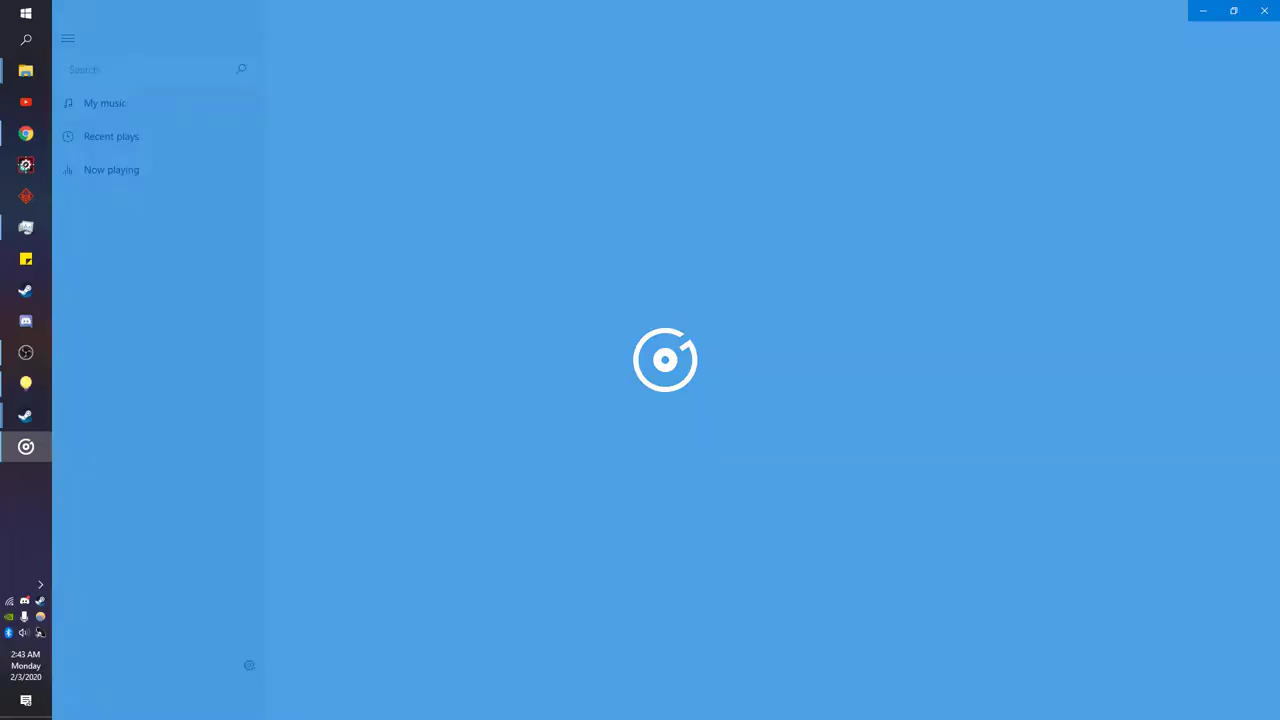 Search
My music
Recent plays
Now playing
2:43 AM
Monday
2/3/2020